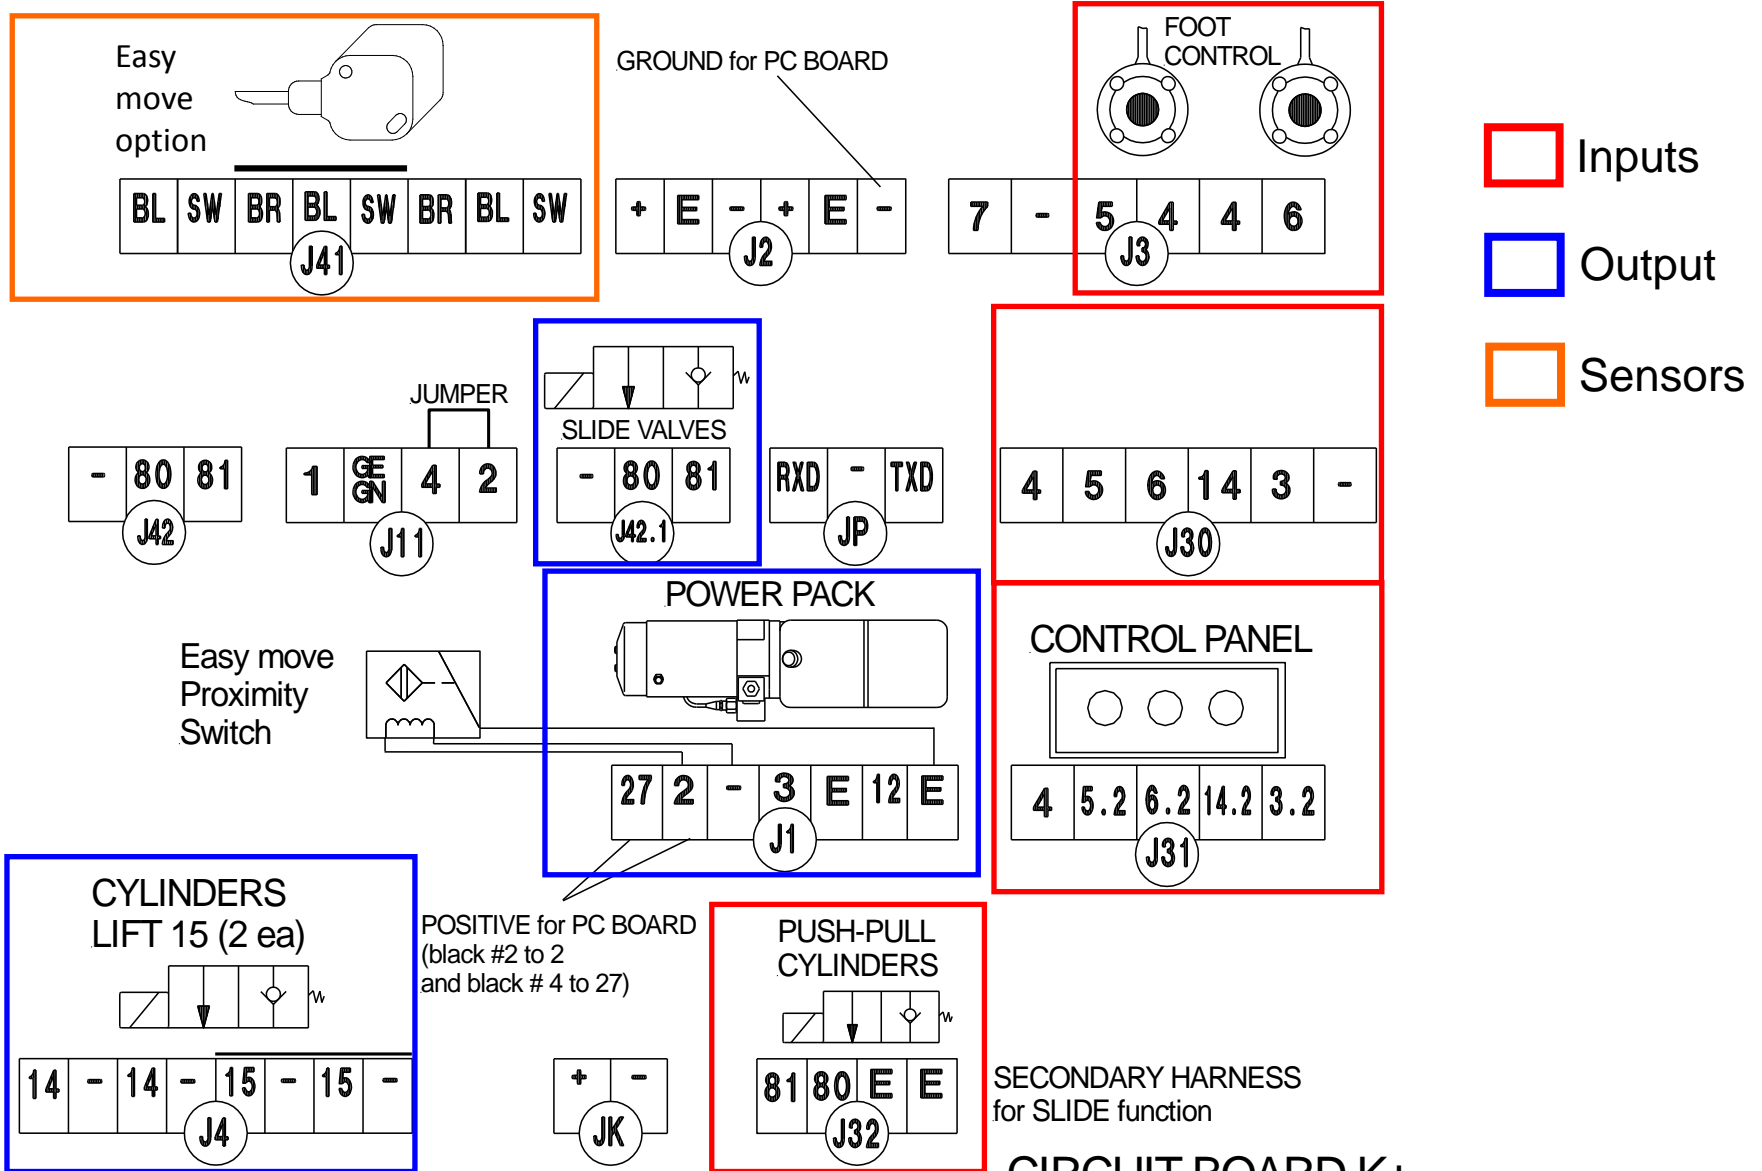 Easy
move
option
GROUND for PC BOARD
FOOT
CONTROL
Inputs
BL SW BR BL SW BR BL SW
J41
+ E - + E -
J2
7 - 5 4 4 6
J3
Output
Sensors
JUMPER
SLIDE VALVES
- 80 81
J42
1 GE GN 4 2
J11
- 80 81
J42.1
RXD - TXD
JP
4 5 6 14 3 -
J30
POWER PACK
CONTROL PANEL
Easy move
Proximity
Switch
27 2 - 3 E 12 E
J1
4 5.2 6.2 14.2 3.2
J31
CYLINDERS
LIFT 15 (2 ea)
POSITIVE for PC BOARD
(black #2 to 2
and black # 4 to 27)
PUSH-PULL
CYLINDERS
14 - 14 - 15 - 15 -
J4
+ -
JK
81 80 E E
J32
SECONDARY HARNESS
for SLIDE function
CIRCUIT BOARD K+